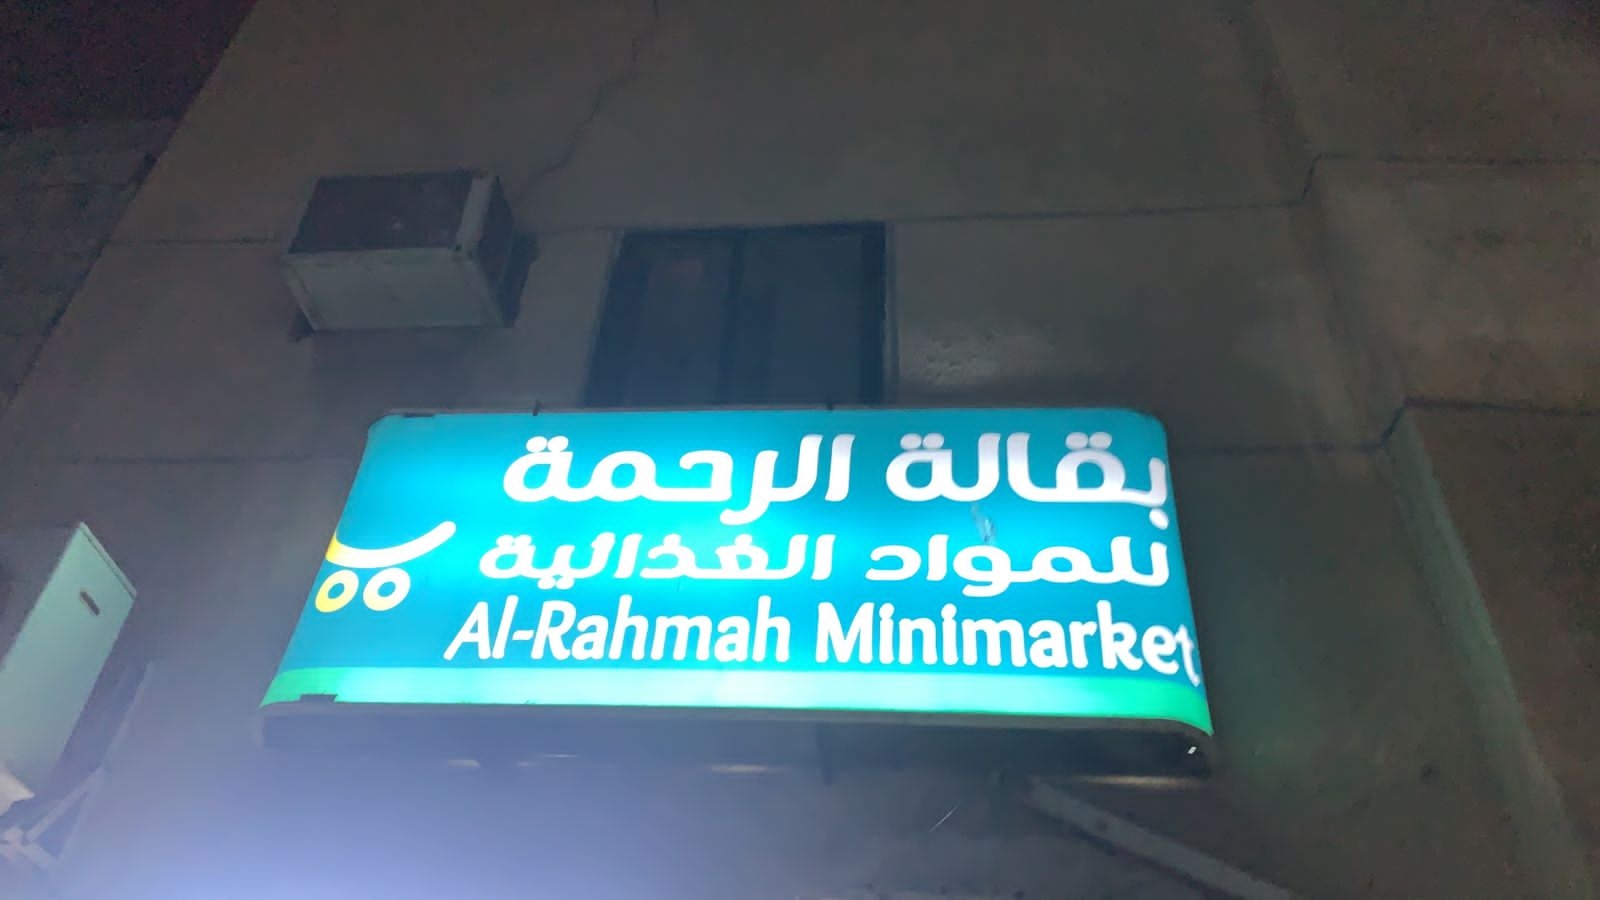 بقالة الرحمة
للمواد الغذائية
Al-Rahmah Minimarket